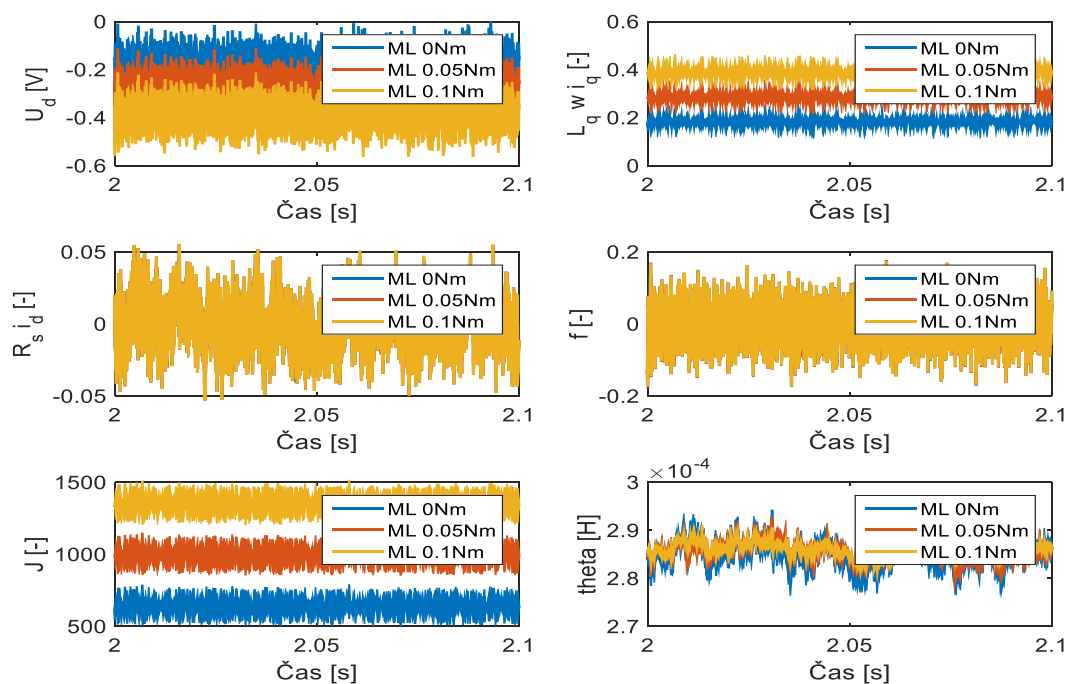 0
-0.2
-0.4
-0.6
U_d [V]
2
2.05
2.1
Čas [s]
ML 0Nm
ML 0.05Nm
ML 0.1Nm
0.6
0.4
0.2
0
L_q w i_q [-]
2
2.05
2.1
Čas [s]
ML 0Nm
ML 0.05Nm
ML 0.1Nm
0.05
0
-0.05
R_s i_d [-]
2
2.05
2.1
Čas [s]
ML 0Nm
ML 0.05Nm
ML 0.1Nm
0.2
0
-0.2
f [-]
2
2.05
2.1
Čas [s]
ML 0Nm
ML 0.05Nm
ML 0.1Nm
1500
1000
500
J [-]
2
2.05
2.1
Čas [s]
ML 0Nm
ML 0.05Nm
ML 0.1Nm
×10^-4
3
2.9
2.8
2.7
theta [H]
2
2.05
2.1
Čas [s]
ML 0Nm
ML 0.05Nm
ML 0.1Nm